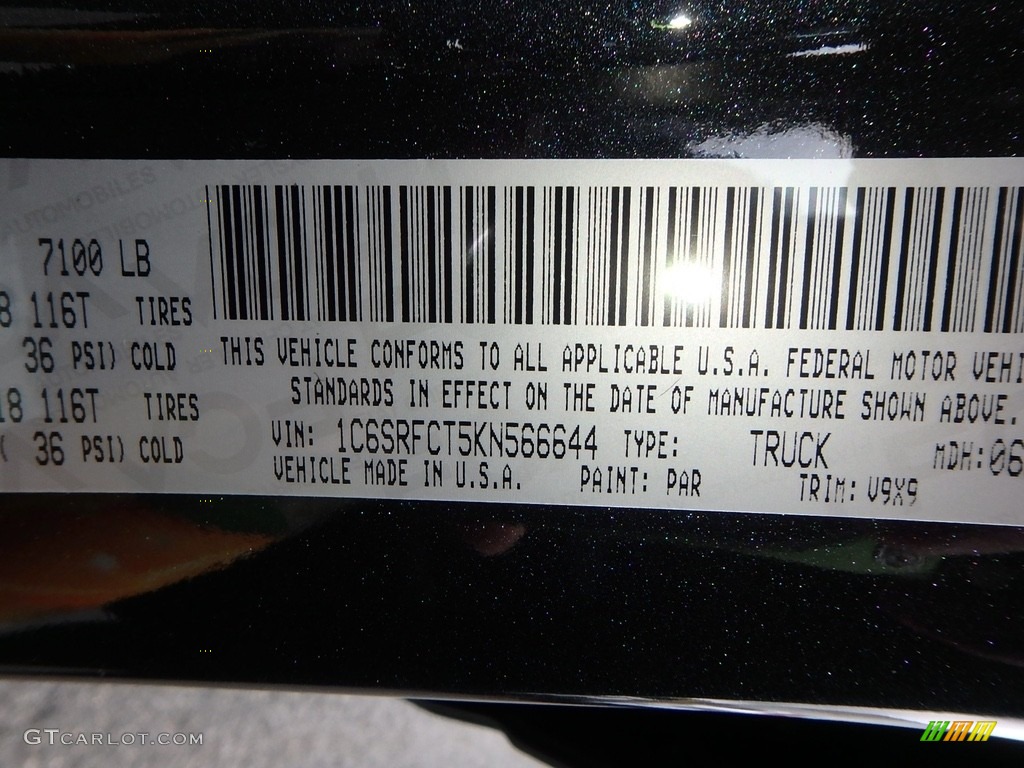 7100 LB
8 116T TIRES
36 PSI) COLD
18 116T TIRES
( 36 PSI) COLD
THIS VEHICLE CONFORMS TO ALL APPLICABLE U.S.A. FEDERAL MOTOR VEHI
STANDARDS IN EFFECT ON THE DATE OF MANUFACTURE SHOWN ABOVE.
VIN: 1C6SRFCT5KN566644 TYPE: TRUCK MDH: 06
VEHICLE MADE IN U.S.A. PAINT: PAR TRIM: V9X9
GTCARLOT.COM